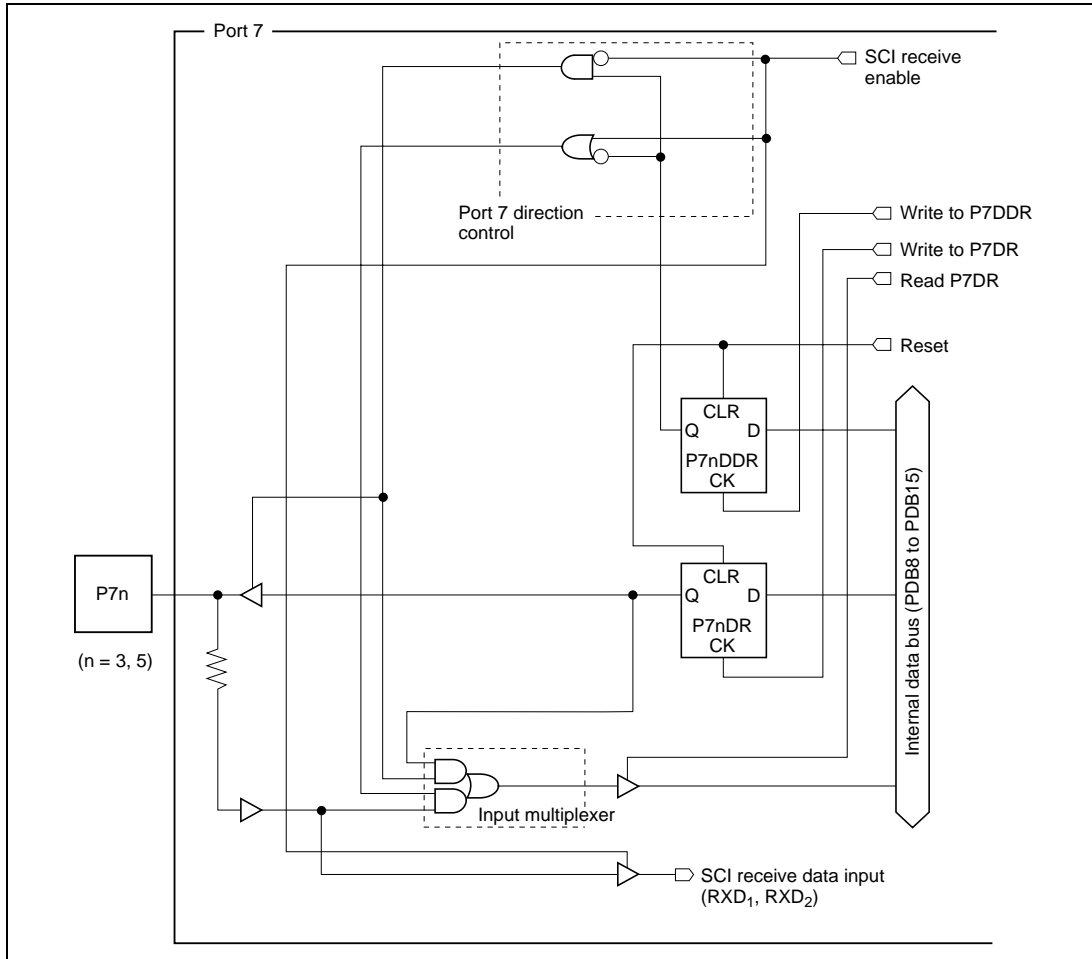 Port 7
SCI receive
enable
Port 7 direction
control
Write to P7DDR
Write to P7DR
Read P7DR
Reset
CLR
Q D
P7nDDR
CK
P7n
(n = 3, 5)
CLR
Q D
P7nDR
CK
Internal data bus (PDB8 to PDB15)
Input multiplexer
SCI receive data input
(RXD1, RXD2)